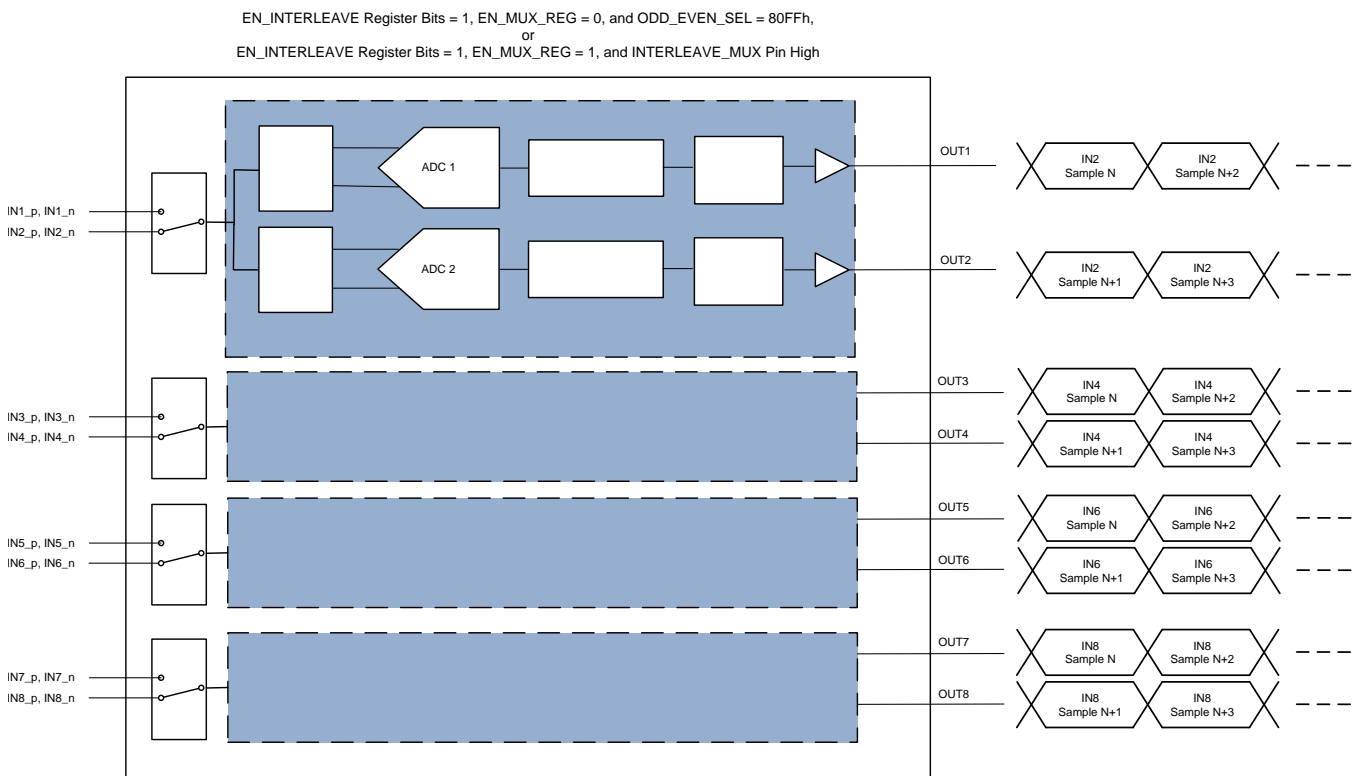 EN_INTERLEAVE Register Bits = 1, EN_MUX_REG = 0, and ODD_EVEN_SEL = 80FFh,
or
EN_INTERLEAVE Register Bits = 1, EN_MUX_REG = 1, and INTERLEAVE_MUX Pin High
ADC 1
OUT1
IN2
Sample N
IN2
Sample N+2
IN1_p, IN1_n
IN2_p, IN2_n
ADC 2
OUT2
IN2
Sample N+1
IN2
Sample N+3
OUT3
IN4
Sample N
IN4
Sample N+2
IN3_p, IN3_n
IN4_p, IN4_n
OUT4
IN4
Sample N+1
IN4
Sample N+3
OUT5
IN6
Sample N
IN6
Sample N+2
IN5_p, IN5_n
IN6_p, IN6_n
OUT6
IN6
Sample N+1
IN6
Sample N+3
OUT7
IN8
Sample N
IN8
Sample N+2
IN7_p, IN7_n
IN8_p, IN8_n
OUT8
IN8
Sample N+1
IN8
Sample N+3